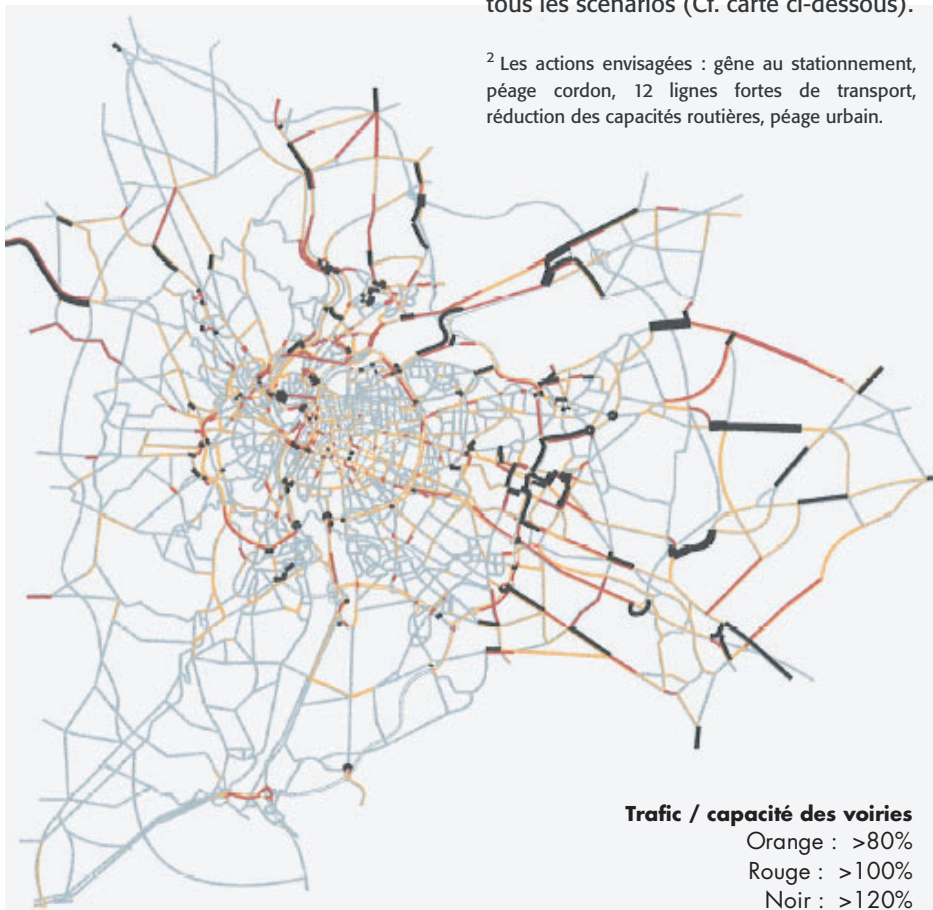 tous les scénarios (Cf. carte ci-dessous).
² Les actions envisagées : gêne au stationnement,
péage cordon, 12 lignes fortes de transport,
réduction des capacités routières, péage urbain.
Trafic / capacité des voiries
Orange : >80%
Rouge : >100%
Noir : >120%